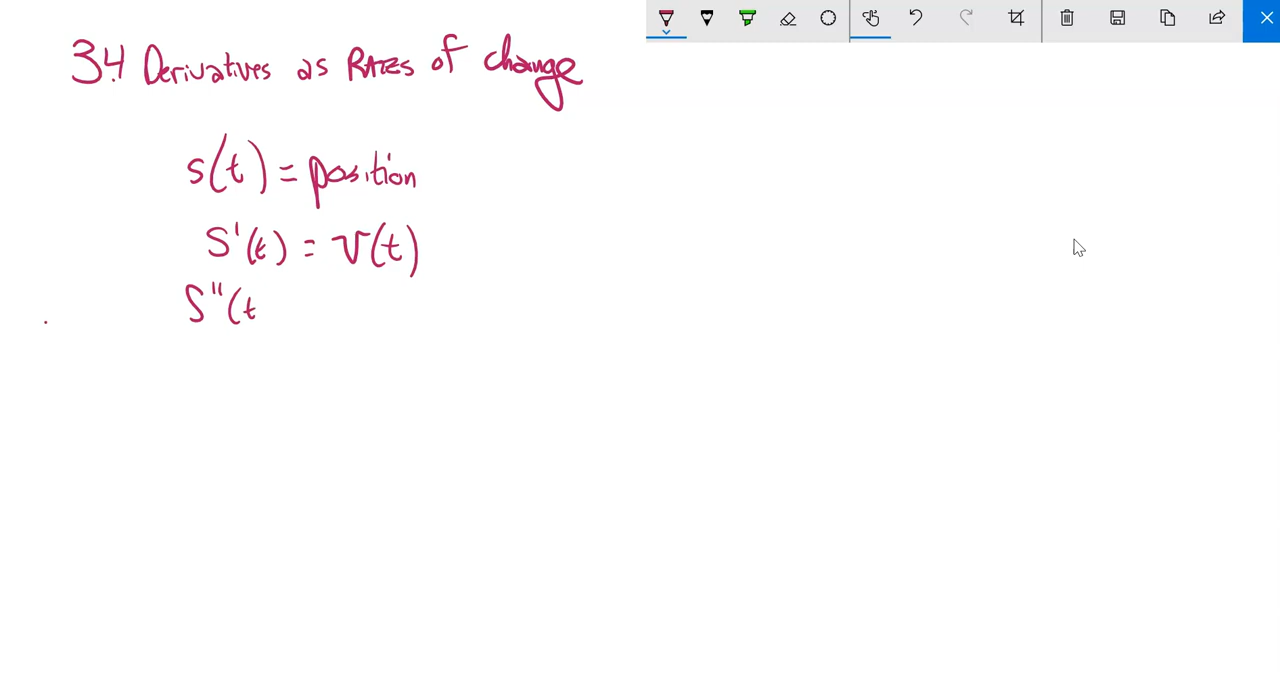 3.4 Derivatives as Rates of change
s(t) = position
s'(t) = v(t)
s''(t